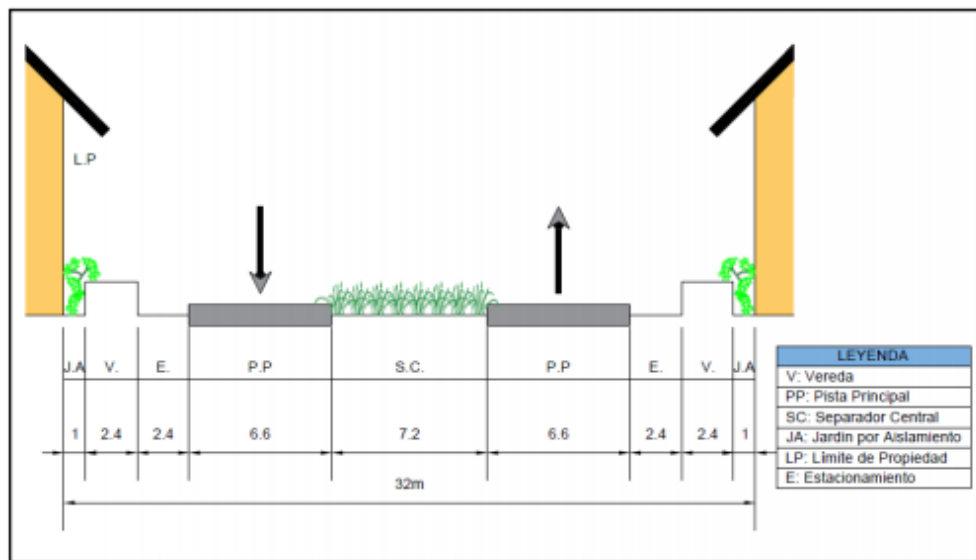 L.P
J.A V. E. P.P S.C. P.P E. V. J.A
1 2.4 2.4 6.6 7.2 6.6 2.4 2.4 1
32m
LEYENDA
V: Vereda
PP: Pista Principal
SC: Separador Central
JA: Jardin por Aislamiento
LP: Límite de Propiedad
E: Estacionamiento